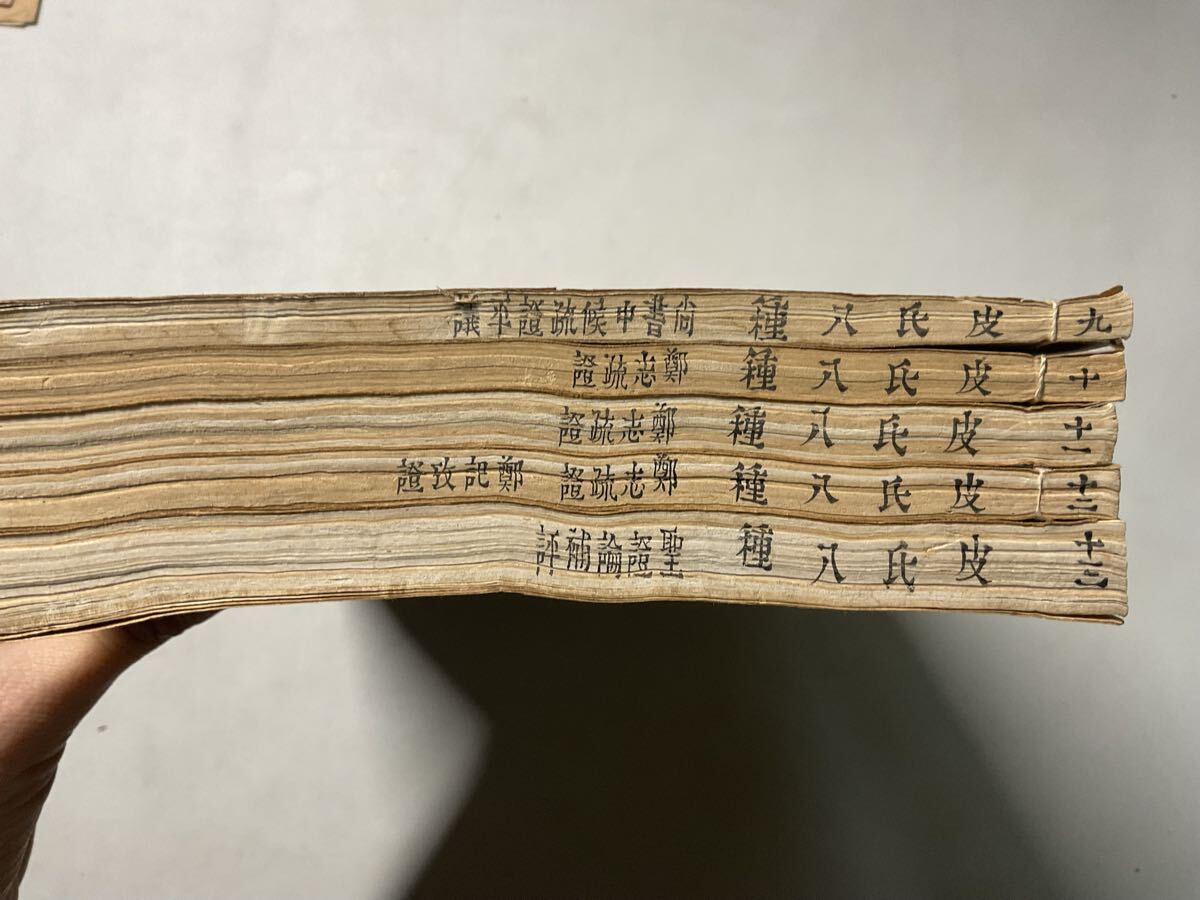 九 皮氏八種 尚書中候疏證平議
十 皮氏八種 鄭志疏證
十一 皮氏八種 鄭志疏證
十二 皮氏八種 鄭志疏證 鄭記攷證
十三 皮氏八種 聖證論補評